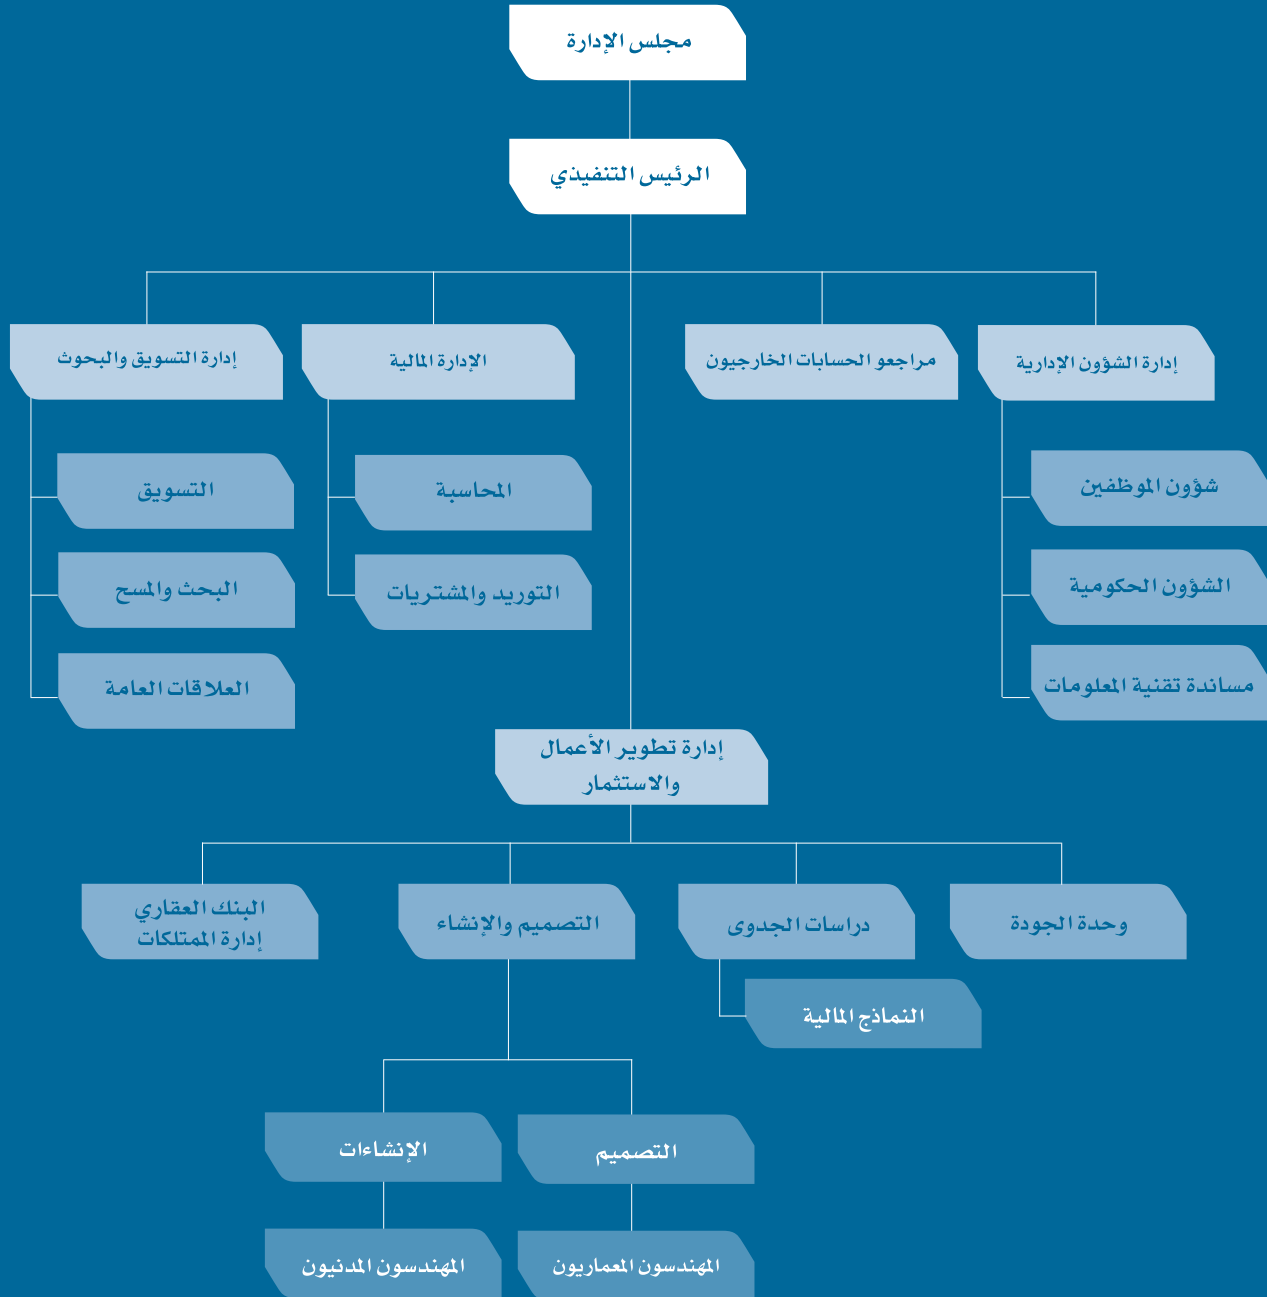 مجلس الإدارة
الرئيس التنفيذي
إدارة الشؤون الإدارية
مراجعو الحسابات الخارجيون
الإدارة المالية
إدارة التسويق والبحوث
شؤون الموظفين
المحاسبة
التسويق
الشؤون الحكومية
التوريد والمشتريات
البحث والمسح
مساندة تقنية المعلومات
العلاقات العامة
إدارة تطوير الأعمال
والاستثمار
وحدة الجودة
دراسات الجدوى
التصميم والإنشاء
البنك العقاري
إدارة الممتلكات
النماذج المالية
التصميم
الإنشاءات
المهندسون المعماريون
المهندسون المدنيون